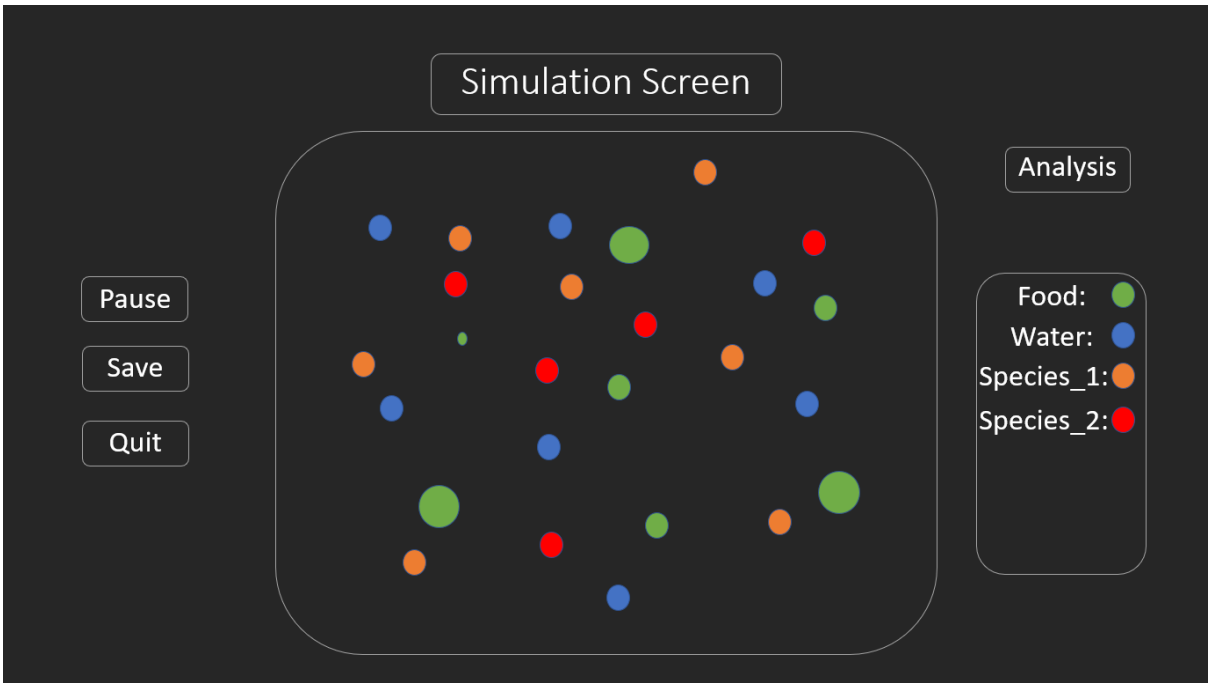 Simulation Screen
Analysis
Pause
Save
Quit
Food:
Water:
Species_1:
Species_2: